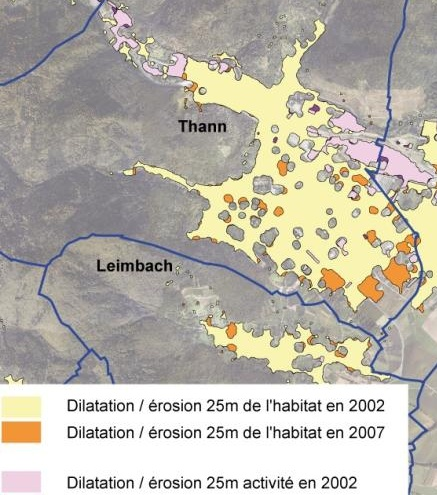 Thann
Leimbach
Dilatation / érosion 25m de l'habitat en 2002
Dilatation / érosion 25m de l'habitat en 2007
Dilatation / érosion 25m activité en 2002